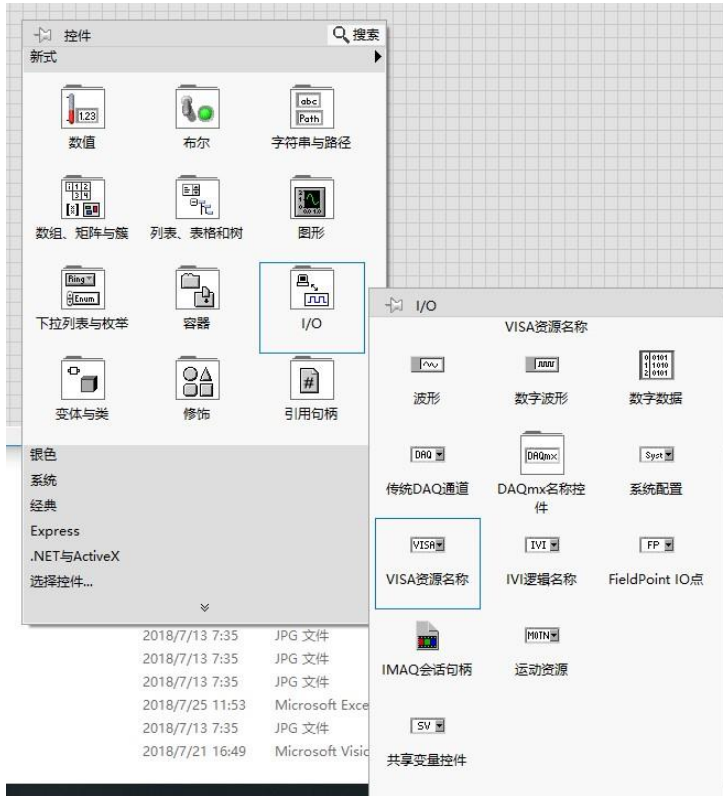 控件
搜索
新式
1.23
abc
Path
数值
布尔
字符串与路径
数组、矩阵与簇
列表、表格和树
图形
Ring
Enum
下拉列表与枚举
容器
I/O
#
变体与类
修饰
引用句柄
银色
系统
经典
Express
.NET与ActiveX
选择控件...
I/O
VISA资源名称
波形
数字波形
数字数据
DAQ
DAQmx
Syst
传统DAQ通道
DAQmx名称控件
系统配置
VISA
IVI
FP
VISA资源名称
IVI逻辑名称
FieldPoint IO点
MOTN
IMAQ会话句柄
运动资源
SV
共享变量控件
2018/7/13 7:35 JPG 文件
2018/7/13 7:35 JPG 文件
2018/7/13 7:35 JPG 文件
2018/7/25 11:53 Microsoft Exce
2018/7/13 7:35 JPG 文件
2018/7/21 16:49 Microsoft Visio